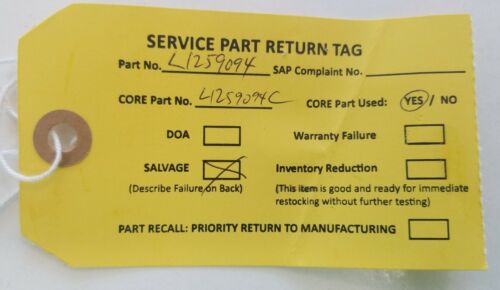 SERVICE PART RETURN TAG
Part No. L1259094 SAP Complaint No.
CORE Part No. L1259094C CORE Part Used: YES / NO
DOA Warranty Failure
SALVAGE Inventory Reduction
(Describe Failure on Back) (This item is good and ready for immediate
restocking without further testing)
PART RECALL: PRIORITY RETURN TO MANUFACTURING